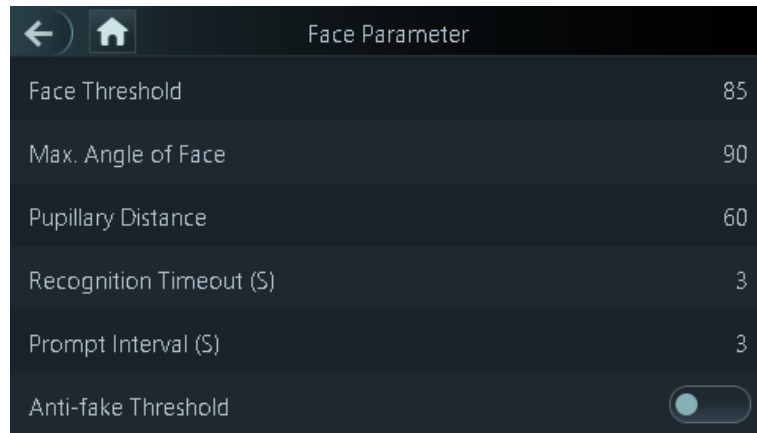 Face Parameter
Face Threshold 85
Max. Angle of Face 90
Pupillary Distance 60
Recognition Timeout (S) 3
Prompt Interval (S) 3
Anti-fake Threshold